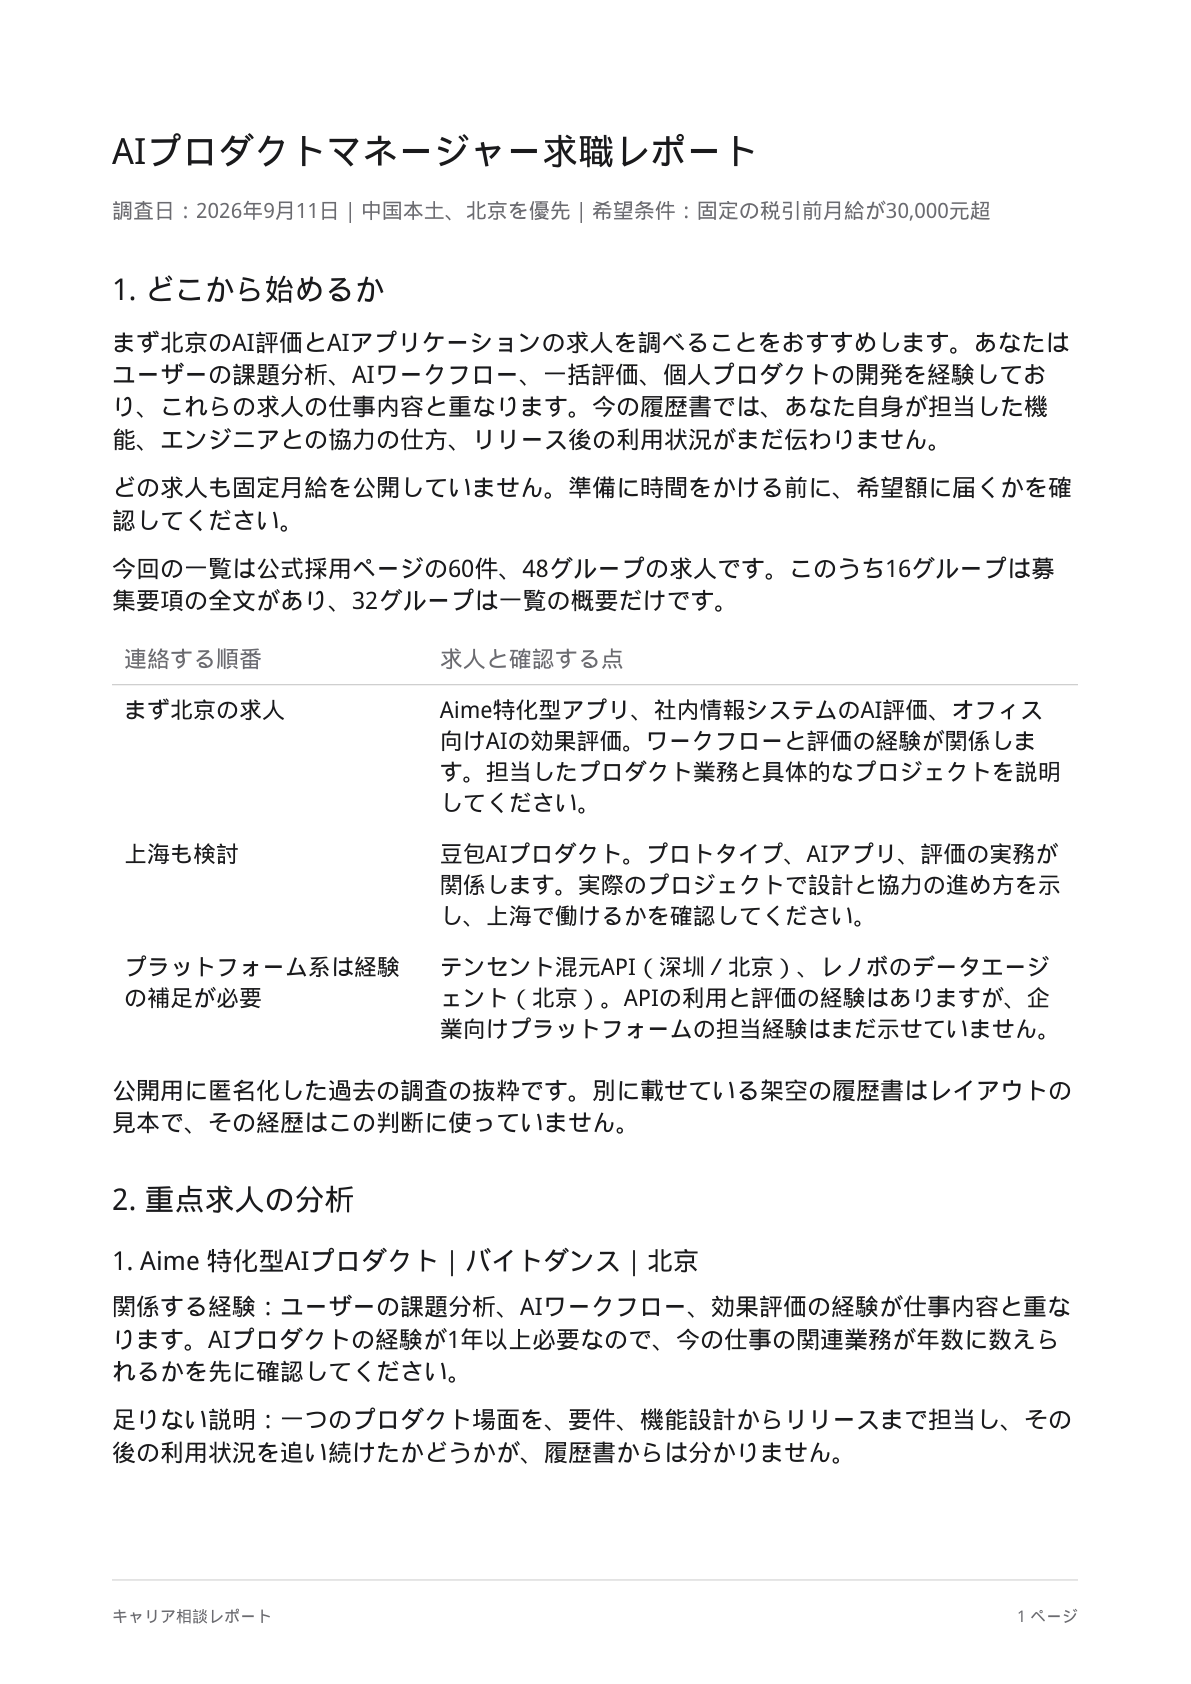 AIプロダクトマネージャー求職レポート
調査日：2026年9月11日 | 中国本土、北京を優先 | 希望条件：固定の税引前月給が30,000元超
1. どこから始めるか
まず北京のAI評価とAIアプリケーションの求人を調べることをおすすめします。あなたは
ユーザーの課題分析、AIワークフロー、一括評価、個人プロダクトの開発を経験してお
り、これらの求人の仕事内容と重なります。今の履歴書では、あなた自身が担当した機
能、エンジニアとの協力の仕方、リリース後の利用状況がまだ伝わりません。
どの求人も固定月給を公開していません。準備に時間をかける前に、希望額に届くかを確
認してください。
今回の一覧は公式採用ページの60件、48グループの求人です。このうち16グループは募
集要項の全文があり、32グループは一覧の概要だけです。
連絡する順番
求人と確認する点
まず北京の求人
Aime特化型アプリ、社内情報システムのAI評価、オフィス
向けAIの効果評価。ワークフローと評価の経験が関係しま
す。担当したプロダクト業務と具体的なプロジェクトを説明
してください。
上海も検討
豆包AIプロダクト。プロトタイプ、AIアプリ、評価の実務が
関係します。実際のプロジェクトで設計と協力の進め方を示
し、上海で働けるかを確認してください。
プラットフォーム系は経験
の補足が必要
テンセント混元API（深圳 / 北京）、レノボのデータエージ
ェント（北京）。APIの利用と評価の経験はありますが、企
業向けプラットフォームの担当経験はまだ示せていません。
公開用に匿名化した過去の調査の抜粋です。別に載せている架空の履歴書はレイアウトの
見本で、その経歴はこの判断に使っていません。
2. 重点求人の分析
1. Aime 特化型AIプロダクト | バイトダンス | 北京
関係する経験：ユーザーの課題分析、AIワークフロー、効果評価の経験が仕事内容と重な
ります。AIプロダクトの経験が1年以上必要なので、今の仕事の関連業務が年数に数えら
れるかを先に確認してください。
足りない説明：一つのプロダクト場面を、要件、機能設計からリリースまで担当し、その
後の利用状況を追い続けたかどうかが、履歴書からは分かりません。
キャリア相談レポート
1 ページ